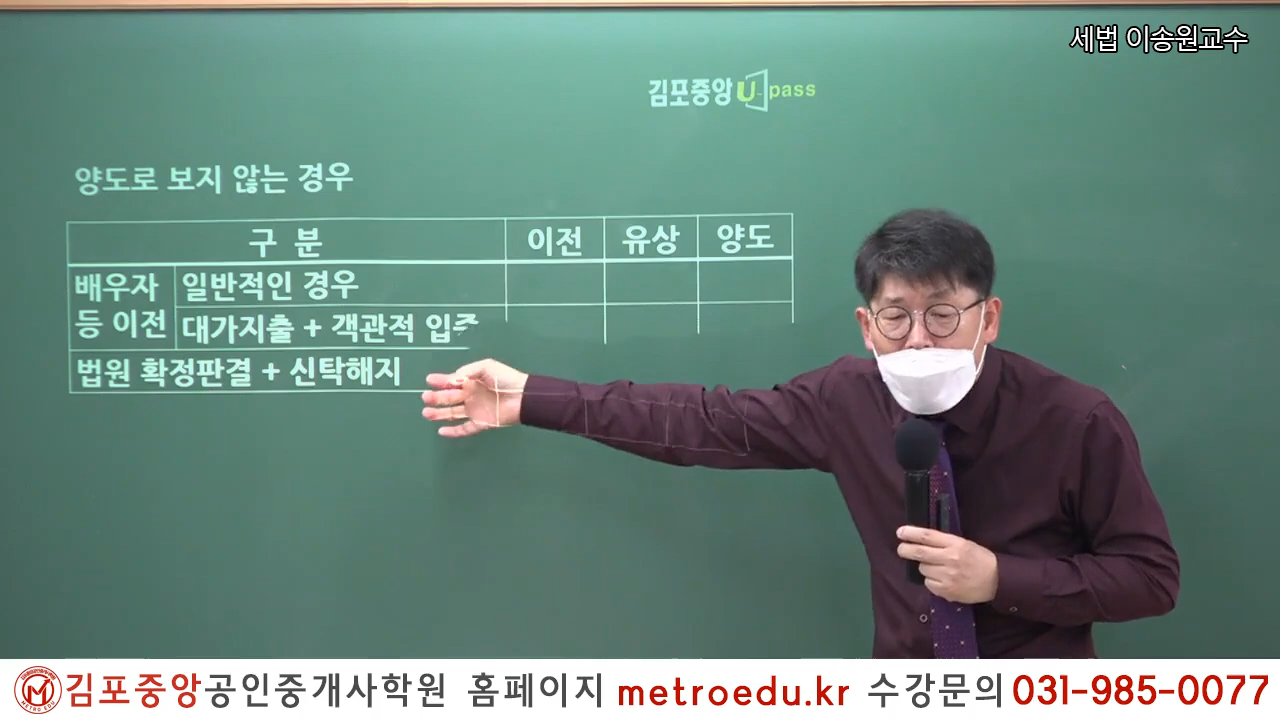 세법 이송원교수
김포중앙 U-pass
양도로 보지 않는 경우
구 분 이전 유상 양도
배우자 등 이전 일반적인 경우
대가지출 + 객관적
법원 확정판결 + 신탁해지
METRO EDU
김포중앙공인중개사학원 홈페이지 metroedu.kr 수강문의 031-985-0077